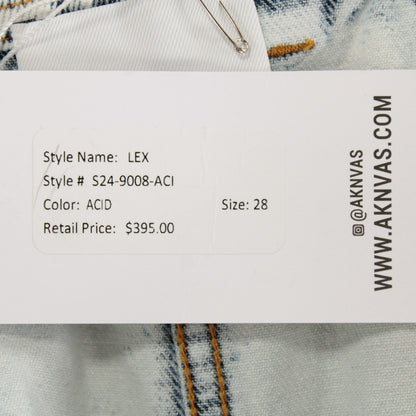 Style Name: LEX
Style # S24-9008-ACI
Color: ACID Size: 28
Retail Price: $395.00
@AKNVAS
WWW.AKNVAS.COM